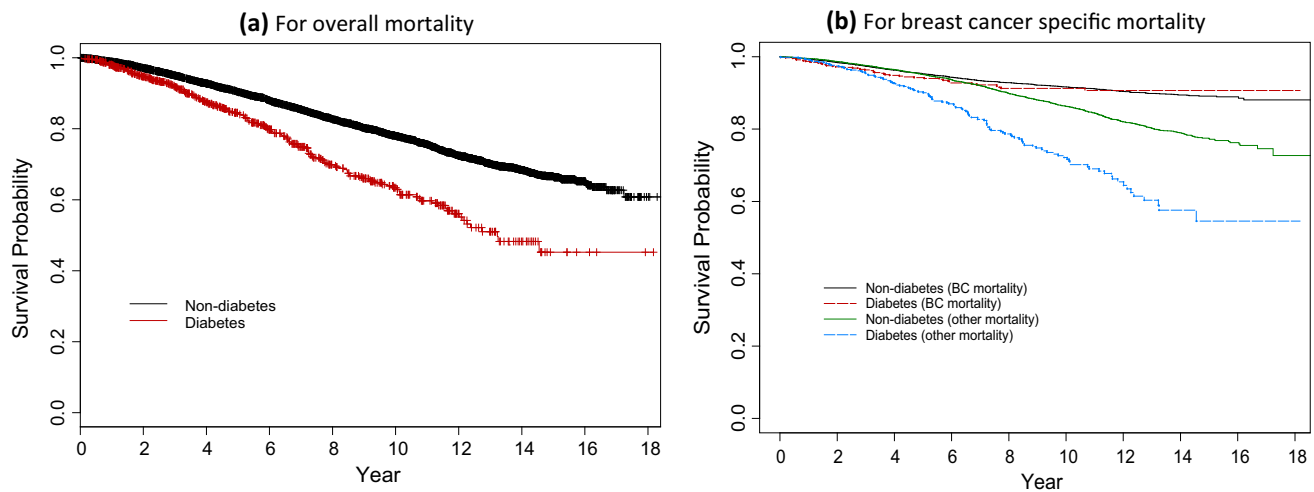 (a) For overall mortality
Survival Probability
1.0
0.8
0.6
0.4
0.2
0.0
Non-diabetes
Diabetes
0 2 4 6 8 10 12 14 16 18
Year
(b) For breast cancer specific mortality
Survival Probability
1.0
0.8
0.6
0.4
0.2
0.0
Non-diabetes (BC mortality)
Diabetes (BC mortality)
Non-diabetes (other mortality)
Diabetes (other mortality)
0 2 4 6 8 10 12 14 16 18
Year